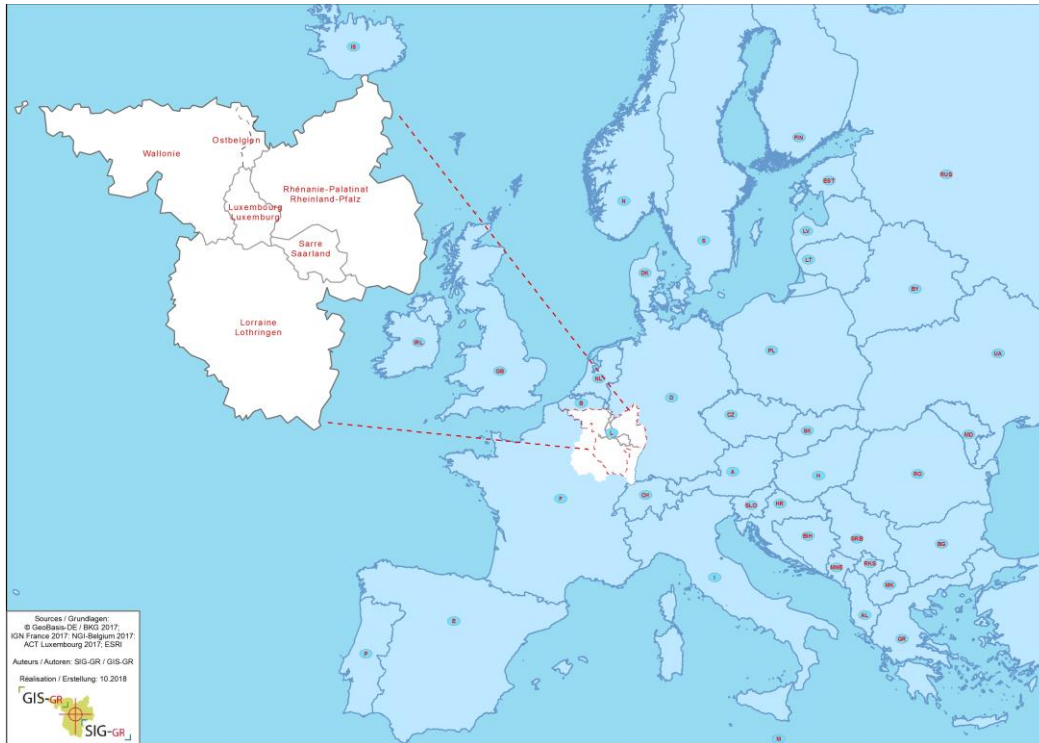 IS
Wallonie
Ostbelgien
Rhénanie-Palatinat
Rheinland-Pfalz
Luxembourg
Luxemburg
Sarre
Saarland
Lorraine
Lothringen
FIN
RUS
EST
N
S
LV
LT
DK
BY
IRL
GB
NL
PL
UA
B
D
L
CZ
SK
MD
A
H
RO
F
CH
SLO
HR
BIH
SRB
BG
MNE
RKS
MK
I
AL
GR
E
P
M
Sources / Grundlagen:
© GeoBasis-DE / BKG 2017;
IGN France 2017: NGI-Belgium 2017:
ACT Luxembourg 2017; ESRI
Auteurs / Autoren: SIG-GR / GIS-GR
Réalisation / Erstellung: 10.2018
GIS-GR
SIG-GR